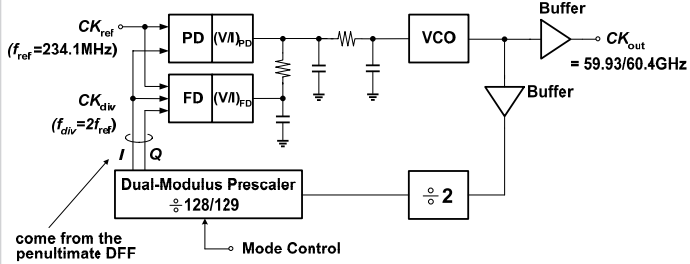 Buffer
CKref
(fref=234.1MHz)
PD
(V/I)PD
VCO
CKout
= 59.93/60.4GHz
FD
(V/I)FD
Buffer
CKdiv
(fdiv=2fref)
I
Q
Dual-Modulus Prescaler
÷128/129
÷2
come from the
penultimate DFF
Mode Control